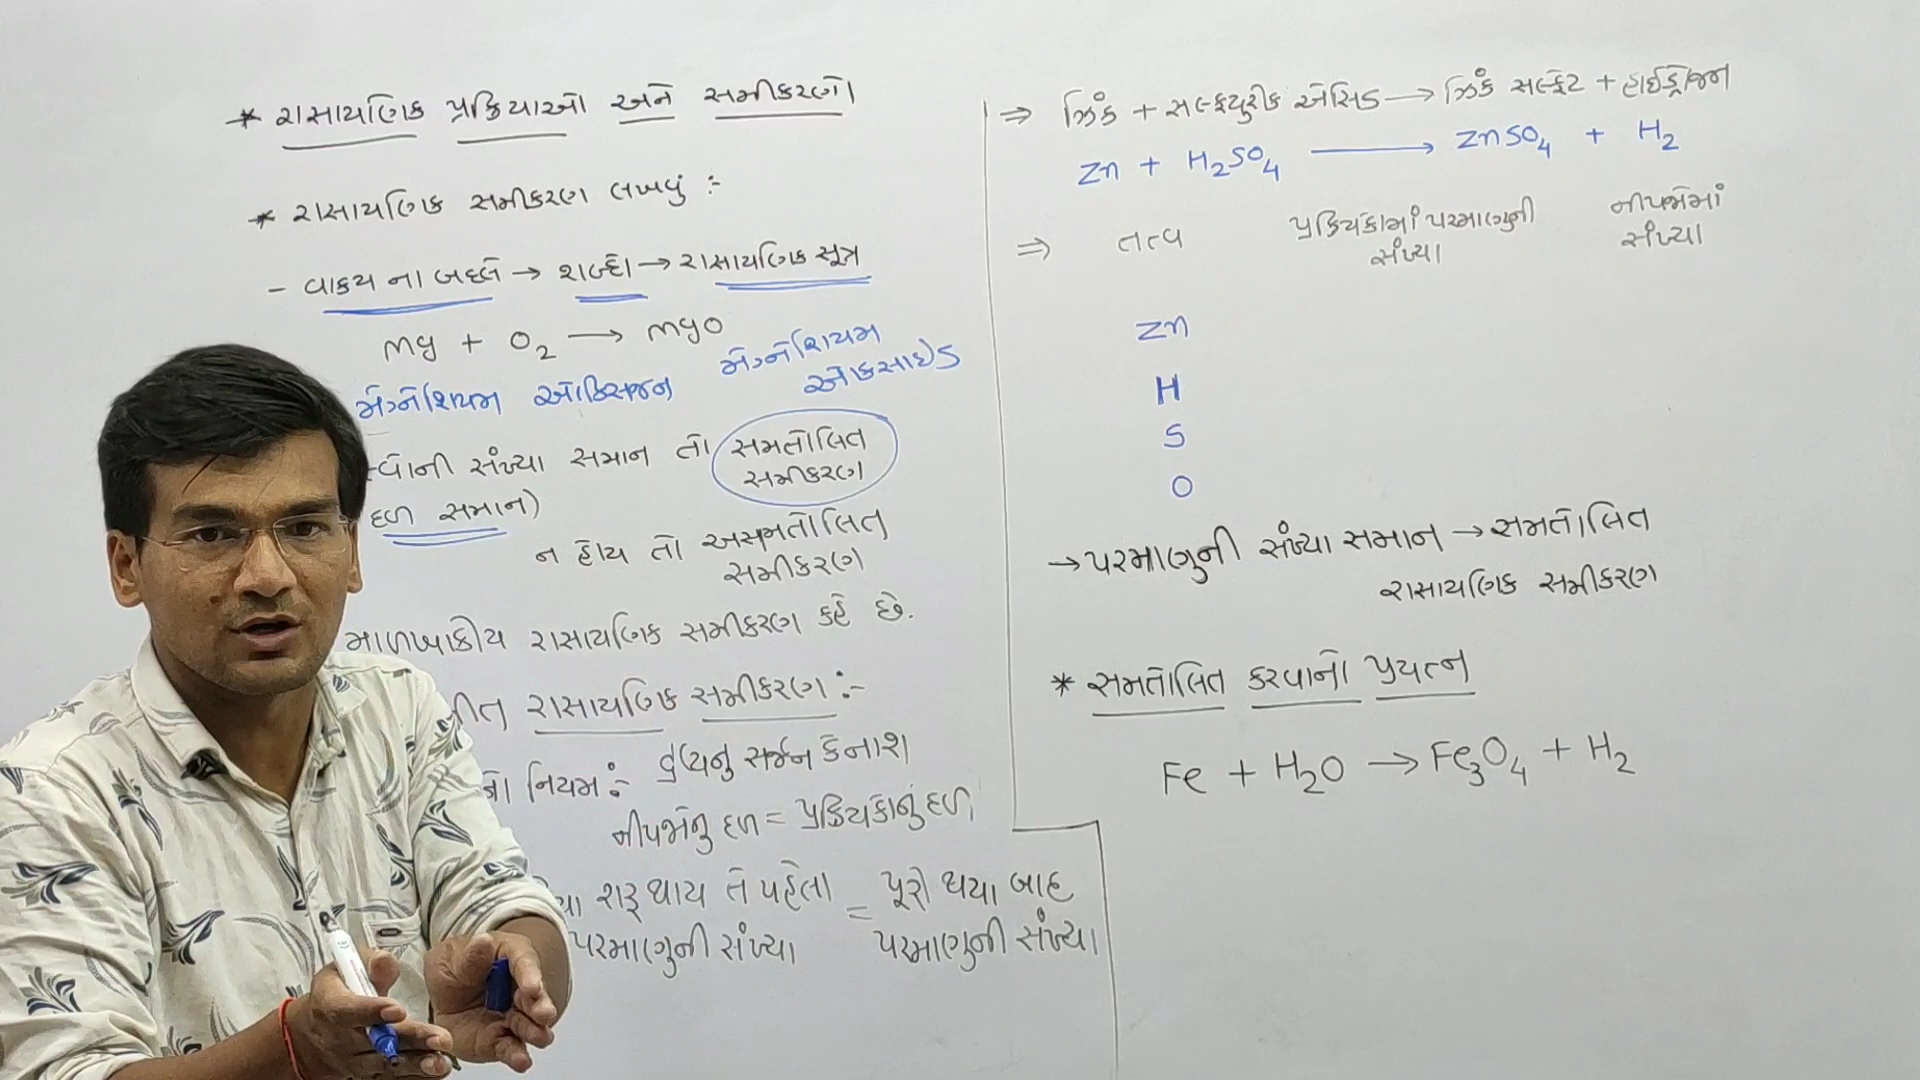 * રાસાયણિક પ્રક્રિયાઓ અને સમીકરણો
* રાસાયણિક સમીકરણ લખવું :-
- વાક્ય ના બદલે → શબ્દો → રાસાયણિક સૂત્ર
Mg + O₂ → MgO
મેગ્નેશિયમ ઓક્સિજન મેગ્નેશિયમ
ઓક્સાઇડ
સંખ્યા સમાન તો સમતોલિત
સમીકરણ
દળ સમાન)
ન હોય તો અસમતોલિત
સમીકરણ
માળખાકીય રાસાયણિક સમીકરણ કહે છે.
રાસાયણિક સમીકરણ :-
નિયમ :- દ્રવ્યનું સર્જન કે નાશ
નીપજોનું દળ = પ્રક્રિયકોનું દળ
શરૂ થાય તે પહેલા = પૂરી થયા બાદ
પરમાણુની સંખ્યા પરમાણુની સંખ્યા
⇒ ઝિંક + સલ્ફ્યુરીક એસિડ → ઝિંક સલ્ફેટ + હાઇડ્રોજન
Zn + H₂SO₄ → ZnSO₄ + H₂
⇒ તત્વ પ્રક્રિયકોમાં પરમાણુની નીપજોમાં
સંખ્યા સંખ્યા
Zn
H
S
O
→ પરમાણુની સંખ્યા સમાન → સમતોલિત
રાસાયણિક સમીકરણ
* સમતોલિત કરવાનો પ્રયત્ન
Fe + H₂O → Fe₃O₄ + H₂